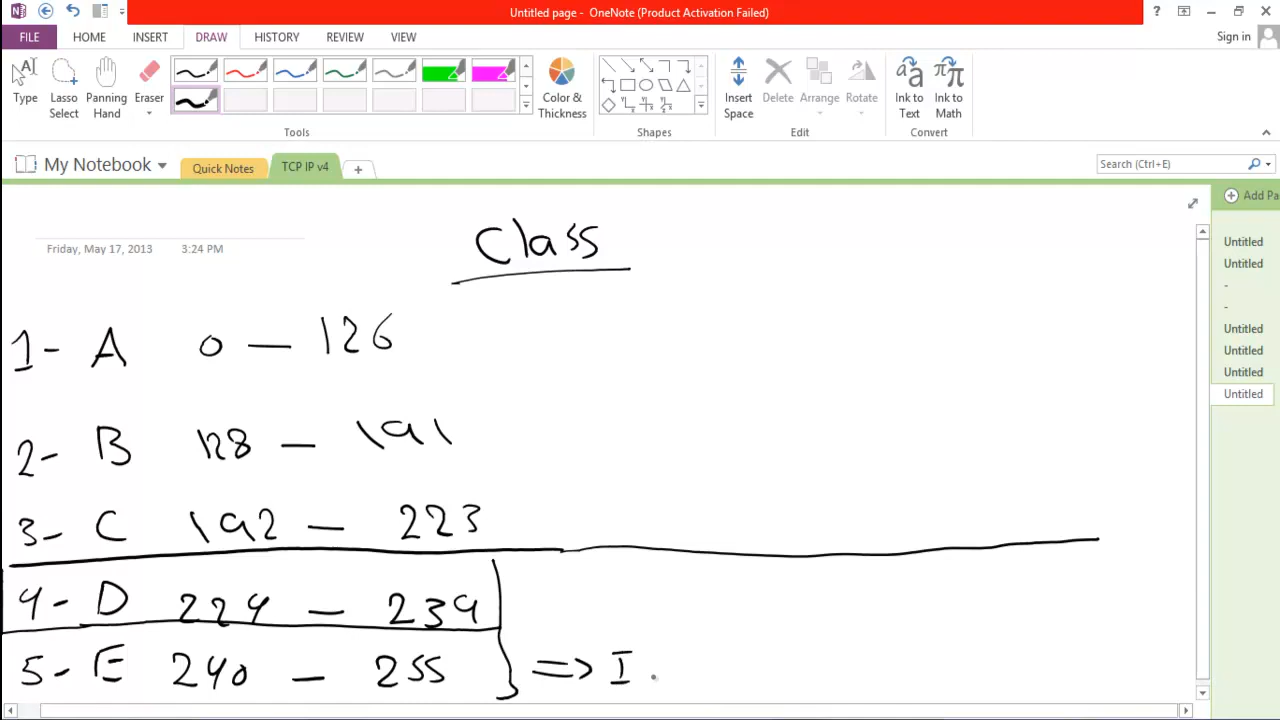 Untitled page - OneNote (Product Activation Failed)
FILE HOME INSERT DRAW HISTORY REVIEW VIEW Sign in
Type Lasso Select Panning Hand Eraser Color & Thickness Insert Space Delete Arrange Rotate Ink to Text Ink to Math
Tools Shapes Edit Convert
My Notebook Quick Notes TCP IP v4 Search (Ctrl+E)
Add Pa
Friday, May 17, 2013 3:24 PM
Class
1- A 0 — 126
2- B 128 — 191
3- C 192 — 223
4- D 224 — 239
5- E 240 — 255 => I
Untitled
Untitled
-
-
Untitled
Untitled
Untitled
Untitled